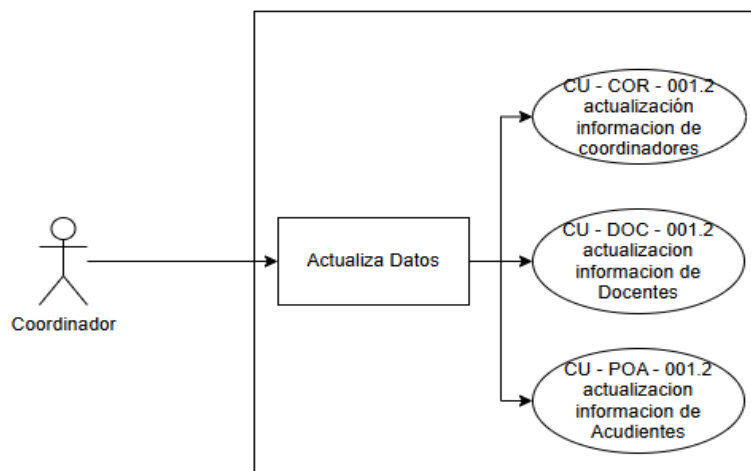 CU - COR - 001.2
actualización
informacion de
coordinadores
Coordinador
Actualiza Datos
CU - DOC - 001.2
actualizacion
informacion de
Docentes
CU - POA - 001.2
actualizacion
informacion de
Acudientes